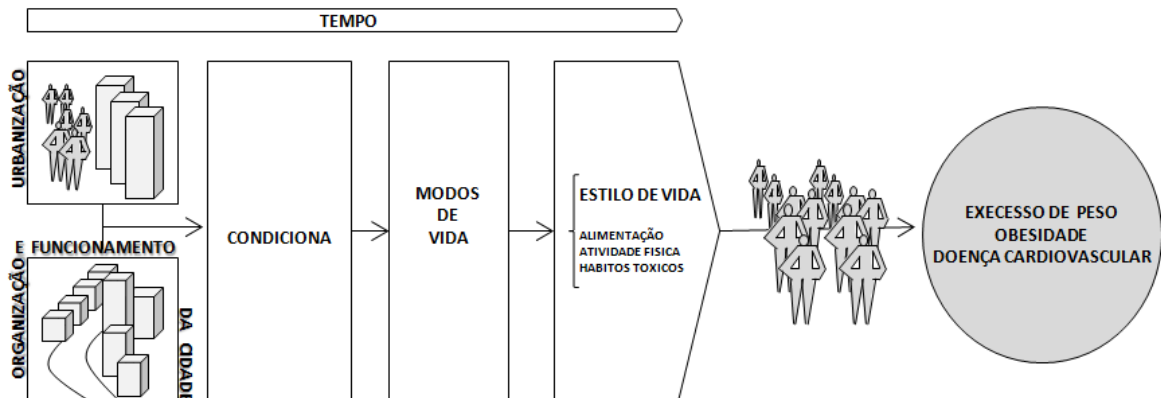 TEMPO
URBANIZAÇÃO
ORGANIZAÇÃO
E FUNCIONAMENTO
DA CIDADE
CONDICIONA
MODOS
DE
VIDA
ESTILO DE VIDA
ALIMENTAÇÃO
ATIVIDADE FISICA
HABITOS TOXICOS
EXECESSO DE PESO
OBESIDADE
DOENÇA CARDIOVASCULAR